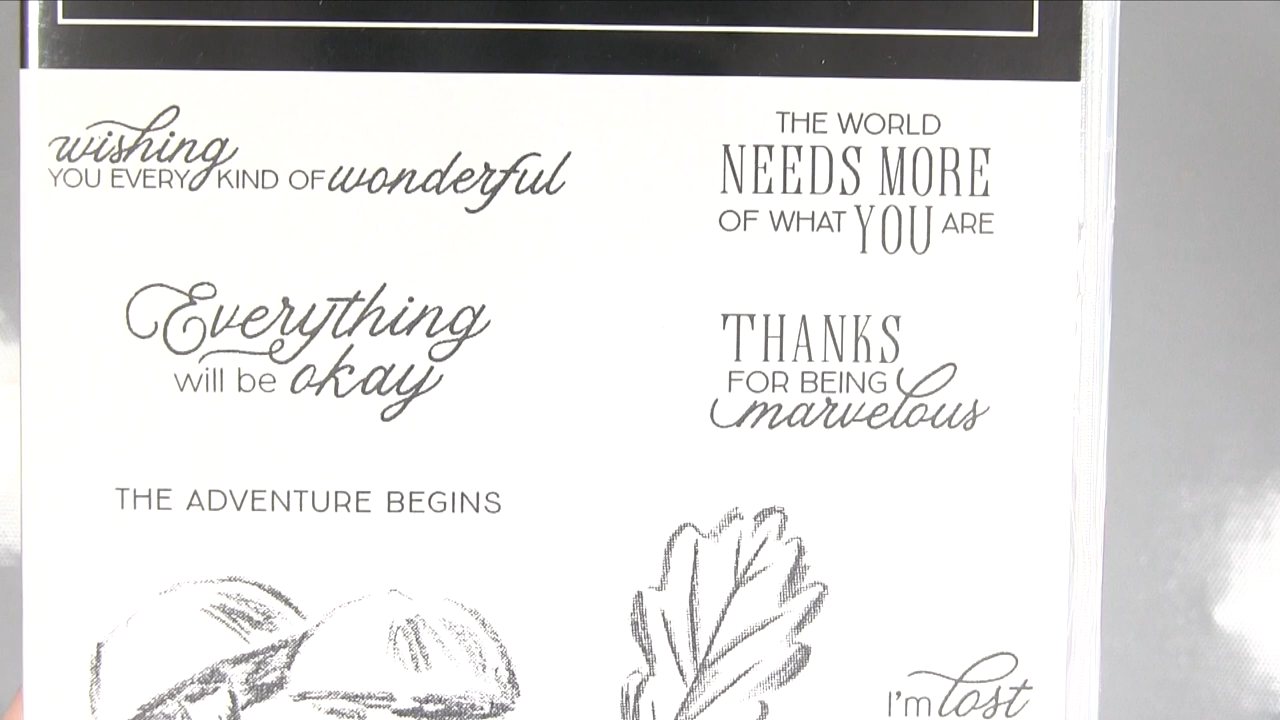 wishing
YOU EVERY KIND OF wonderful
THE WORLD
NEEDS MORE
OF WHAT YOU ARE
Everything
will be okay
THANKS
FOR BEING
marvelous
THE ADVENTURE BEGINS
I'm lost